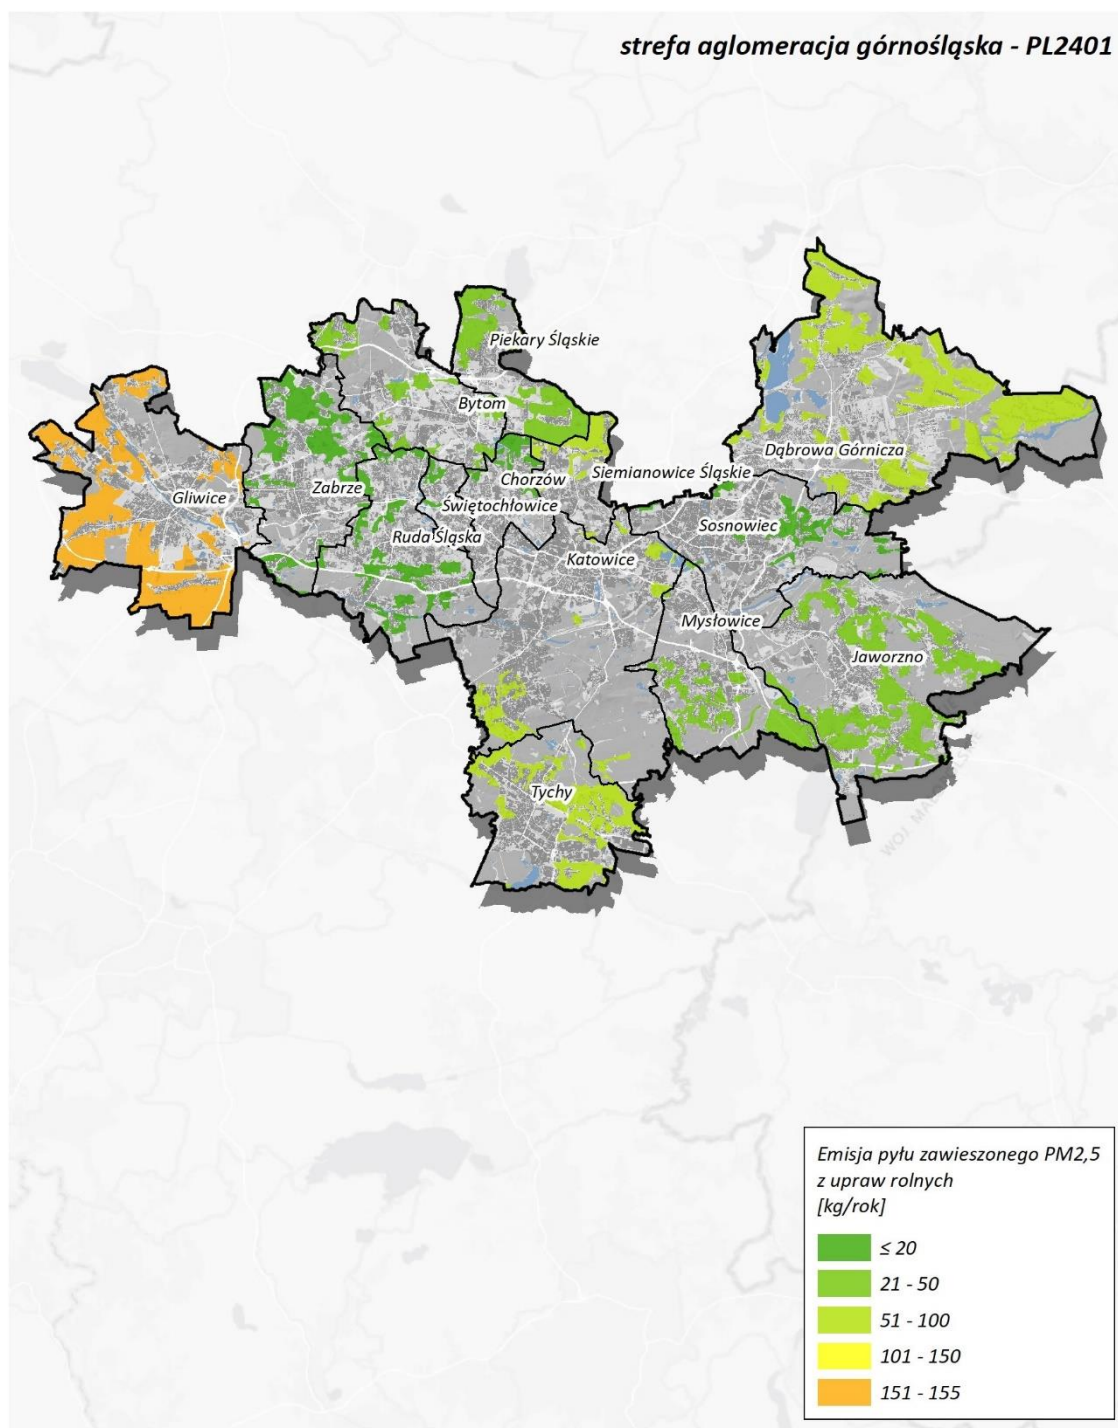 strefa aglomeracja górnośląska - PL2401
Piekary Śląskie
Bytom
Dąbrowa Górnicza
Siemianowice Śląskie
Chorzów
Zabrze
Gliwice
Świętochłowice
Sosnowiec
Ruda Śląska
Katowice
Mysłowice
Jaworzno
Tychy
Emisja pyłu zawieszonego PM2,5
z upraw rolnych
[kg/rok]
≤ 20
21 - 50
51 - 100
101 - 150
151 - 155